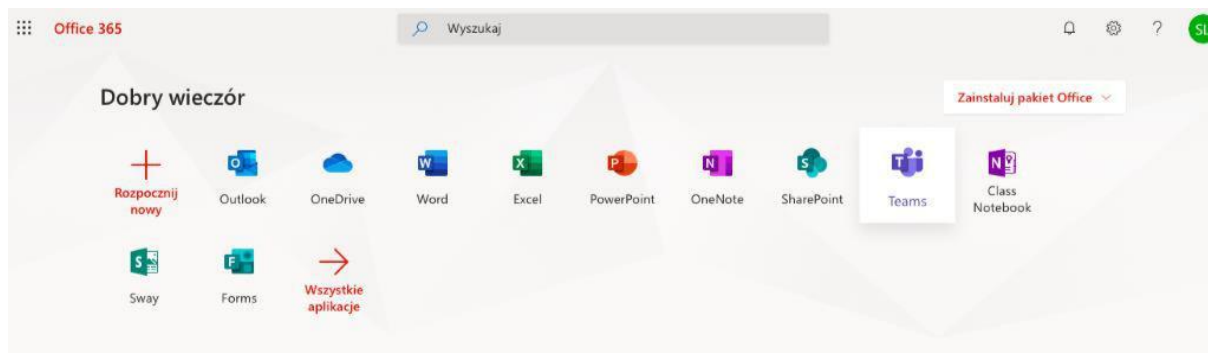 Office 365
Wyszukaj
?
SL
Dobry wieczór
Zainstaluj pakiet Office
Rozpocznij
nowy
Outlook
OneDrive
Word
Excel
PowerPoint
OneNote
SharePoint
Teams
Class
Notebook
Sway
Forms
Wszystkie
aplikacje